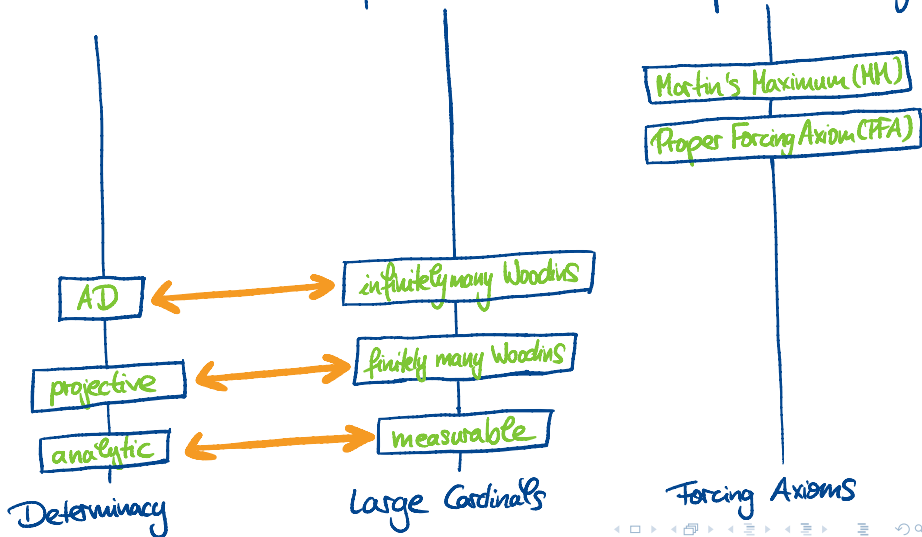 Martin's Maximum (MM)
Proper Forcing Axiom (PFA)
AD
infinitely many Woodins
projective
finitely many Woodins
analytic
measurable
Determinacy
Large Cardinals
Forcing Axioms